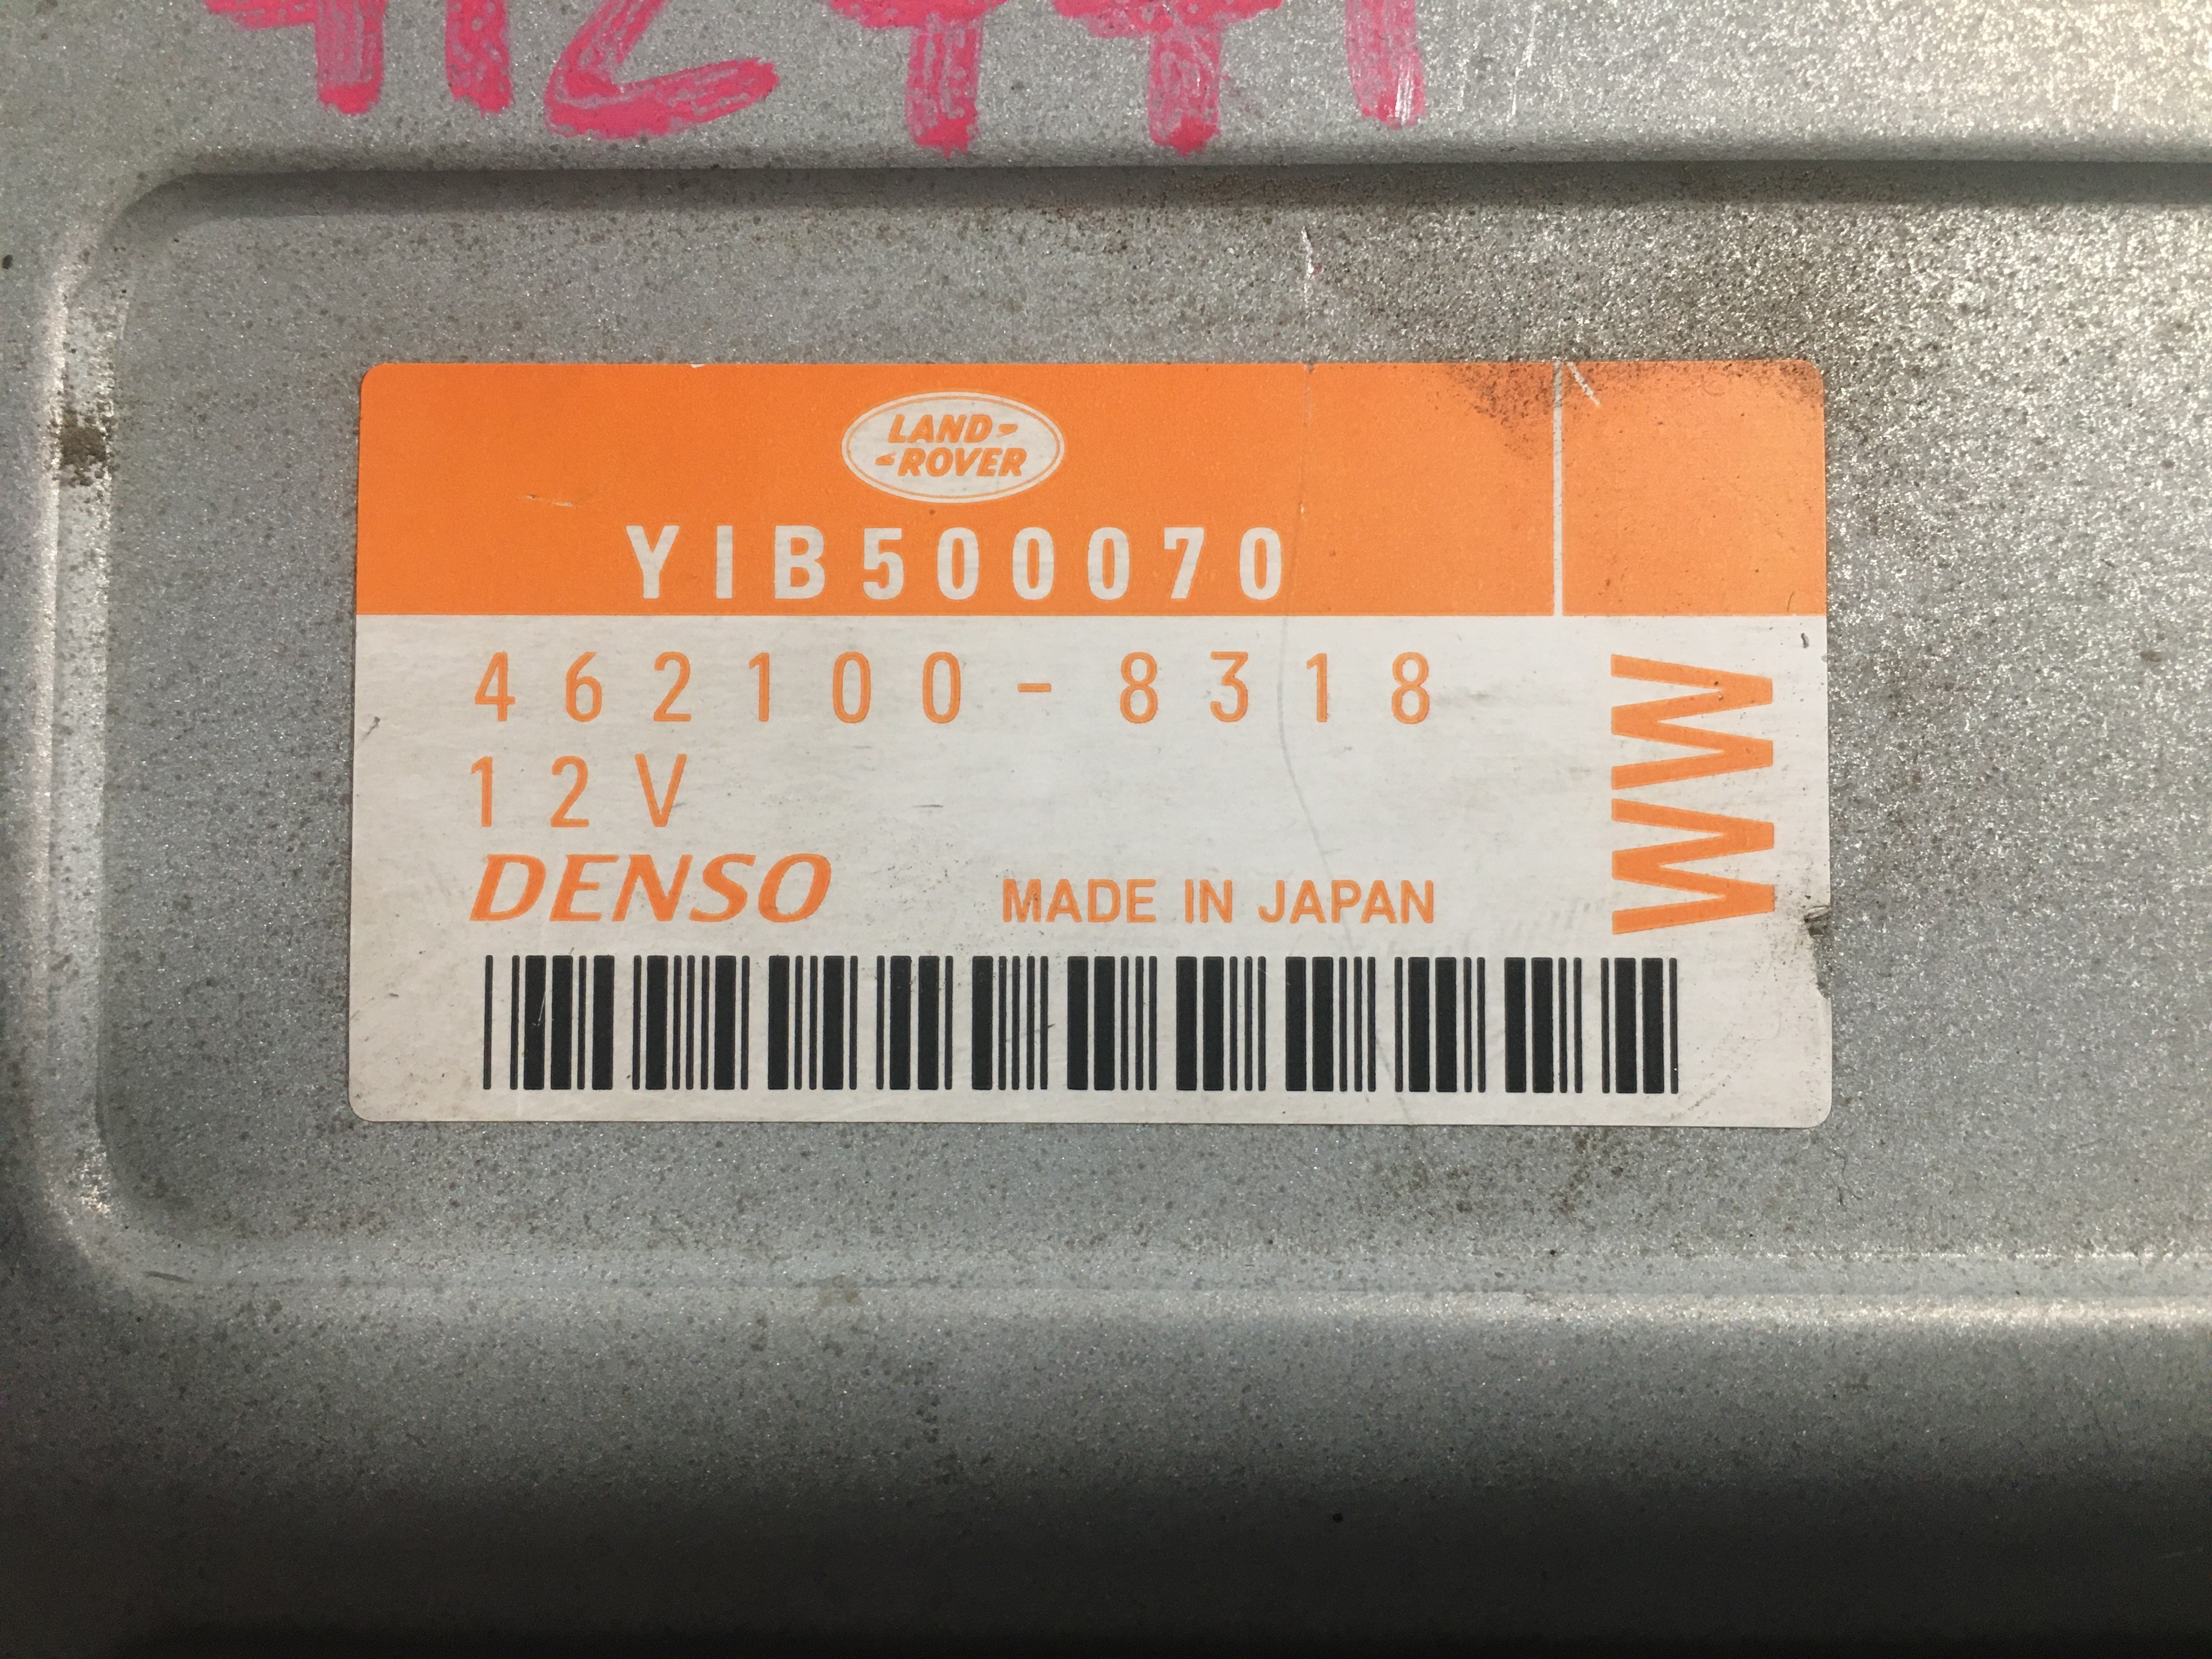 LAND-
-ROVER
YIB500070
462100-8318
12V
WW
DENSO
MADE IN JAPAN